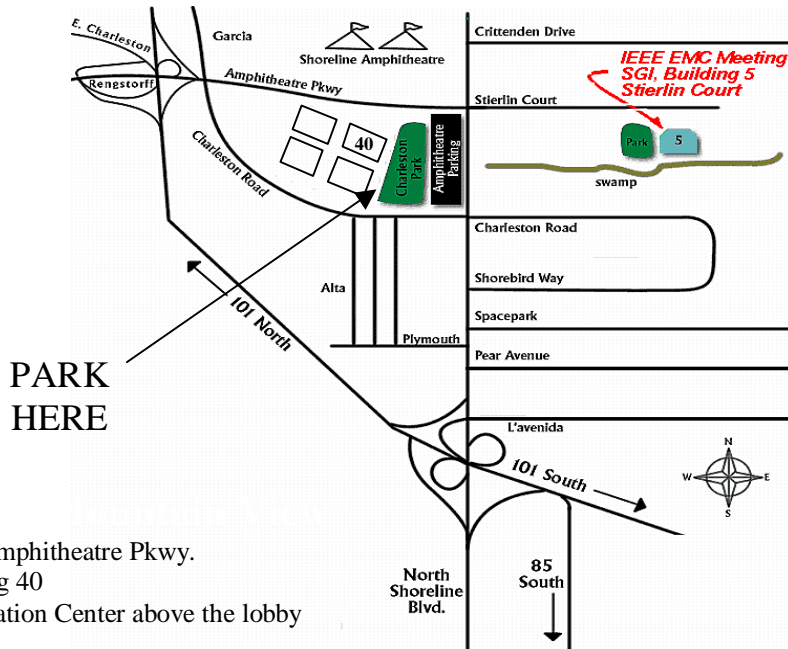 E. Charleston
Garcia
Shoreline Amphitheatre
Crittenden Drive
IEEE EMC Meeting
SGI, Building 5
Stierlin Court
Rengstorff
Amphitheatre Pkwy
Stierlin Court
40
Charleston
Park
Amphitheatre
Parking
Park
5
swamp
Charleston Road
Charleston Road
Shorebird Way
Alta
101 North
Spacepark
Plymouth
Pear Avenue
PARK
HERE
L'avenida
101 South
N
W
E
S
mphitheatre Pkwy.
g 40
ation Center above the lobby
North
Shoreline
Blvd.
85
South